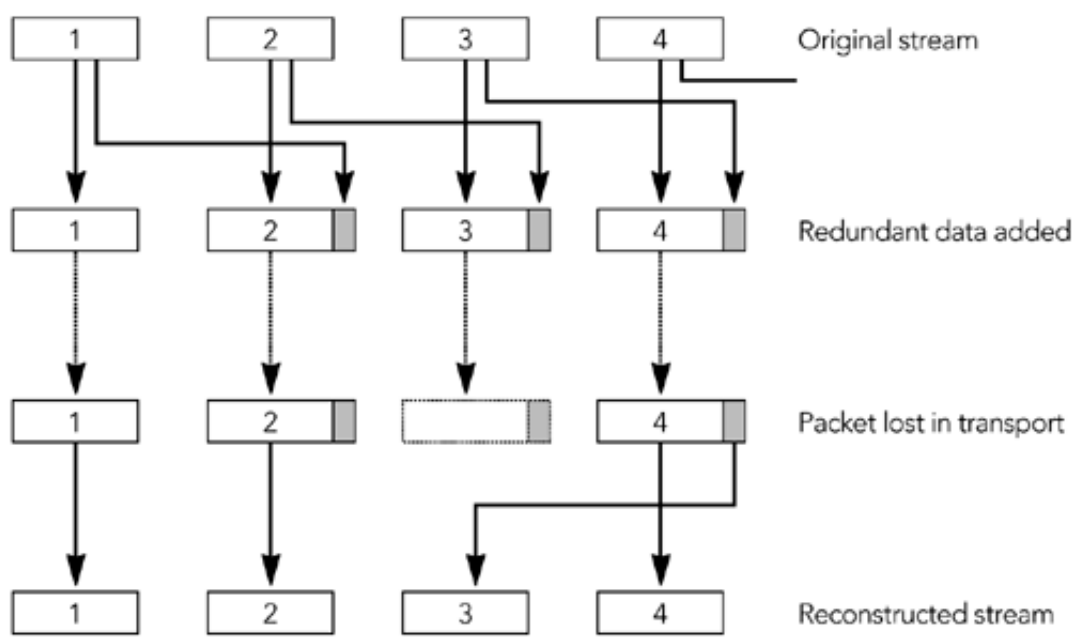 1 2 3 4 Original stream
1 2 3 4 Redundant data added
1 2 4 Packet lost in transport
1 2 3 4 Reconstructed stream